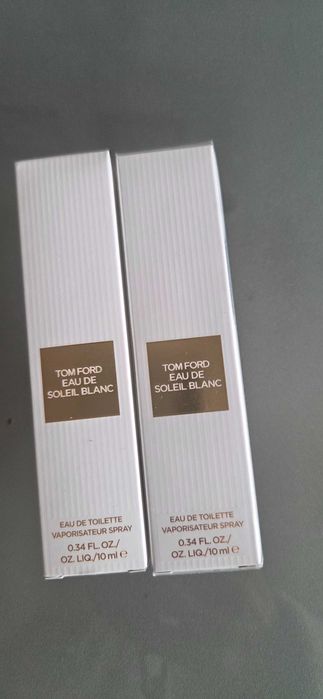 TOM FORD
EAU DE
SOLEIL BLANC
EAU DE TOILETTE
VAPORISATEUR SPRAY
0.34 FL. OZ./
OZ. LIQ./10 ml ℮
TOM FORD
EAU DE
SOLEIL BLANC
EAU DE TOILETTE
VAPORISATEUR SPRAY
0.34 FL. OZ./
OZ. LIQ./10 ml ℮